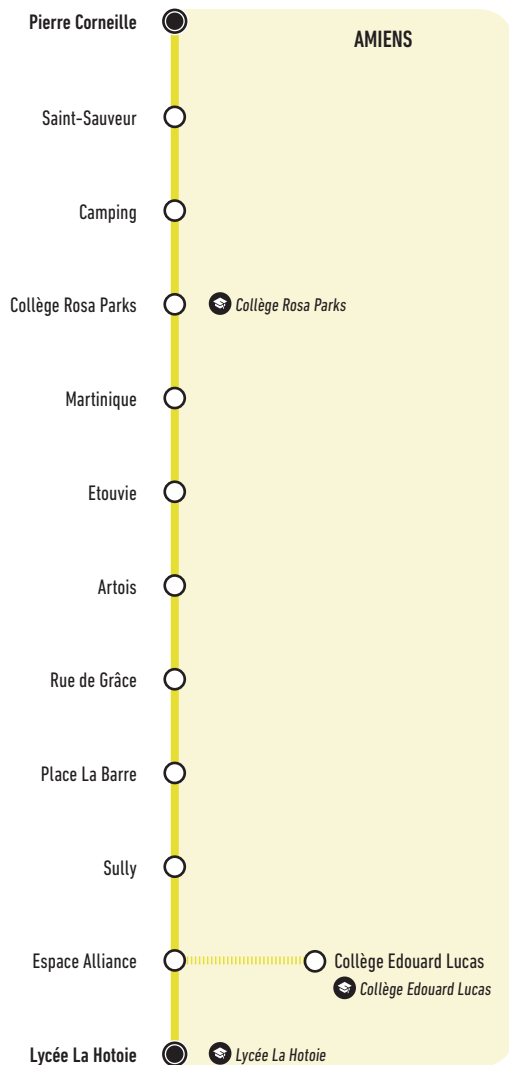 Pierre Corneille
AMIENS
Saint-Sauveur
Camping
Collège Rosa Parks
Collège Rosa Parks
Martinique
Etouvie
Artois
Rue de Grâce
Place La Barre
Sully
Espace Alliance
Collège Edouard Lucas
Collège Edouard Lucas
Lycée La Hotoie
Lycée La Hotoie